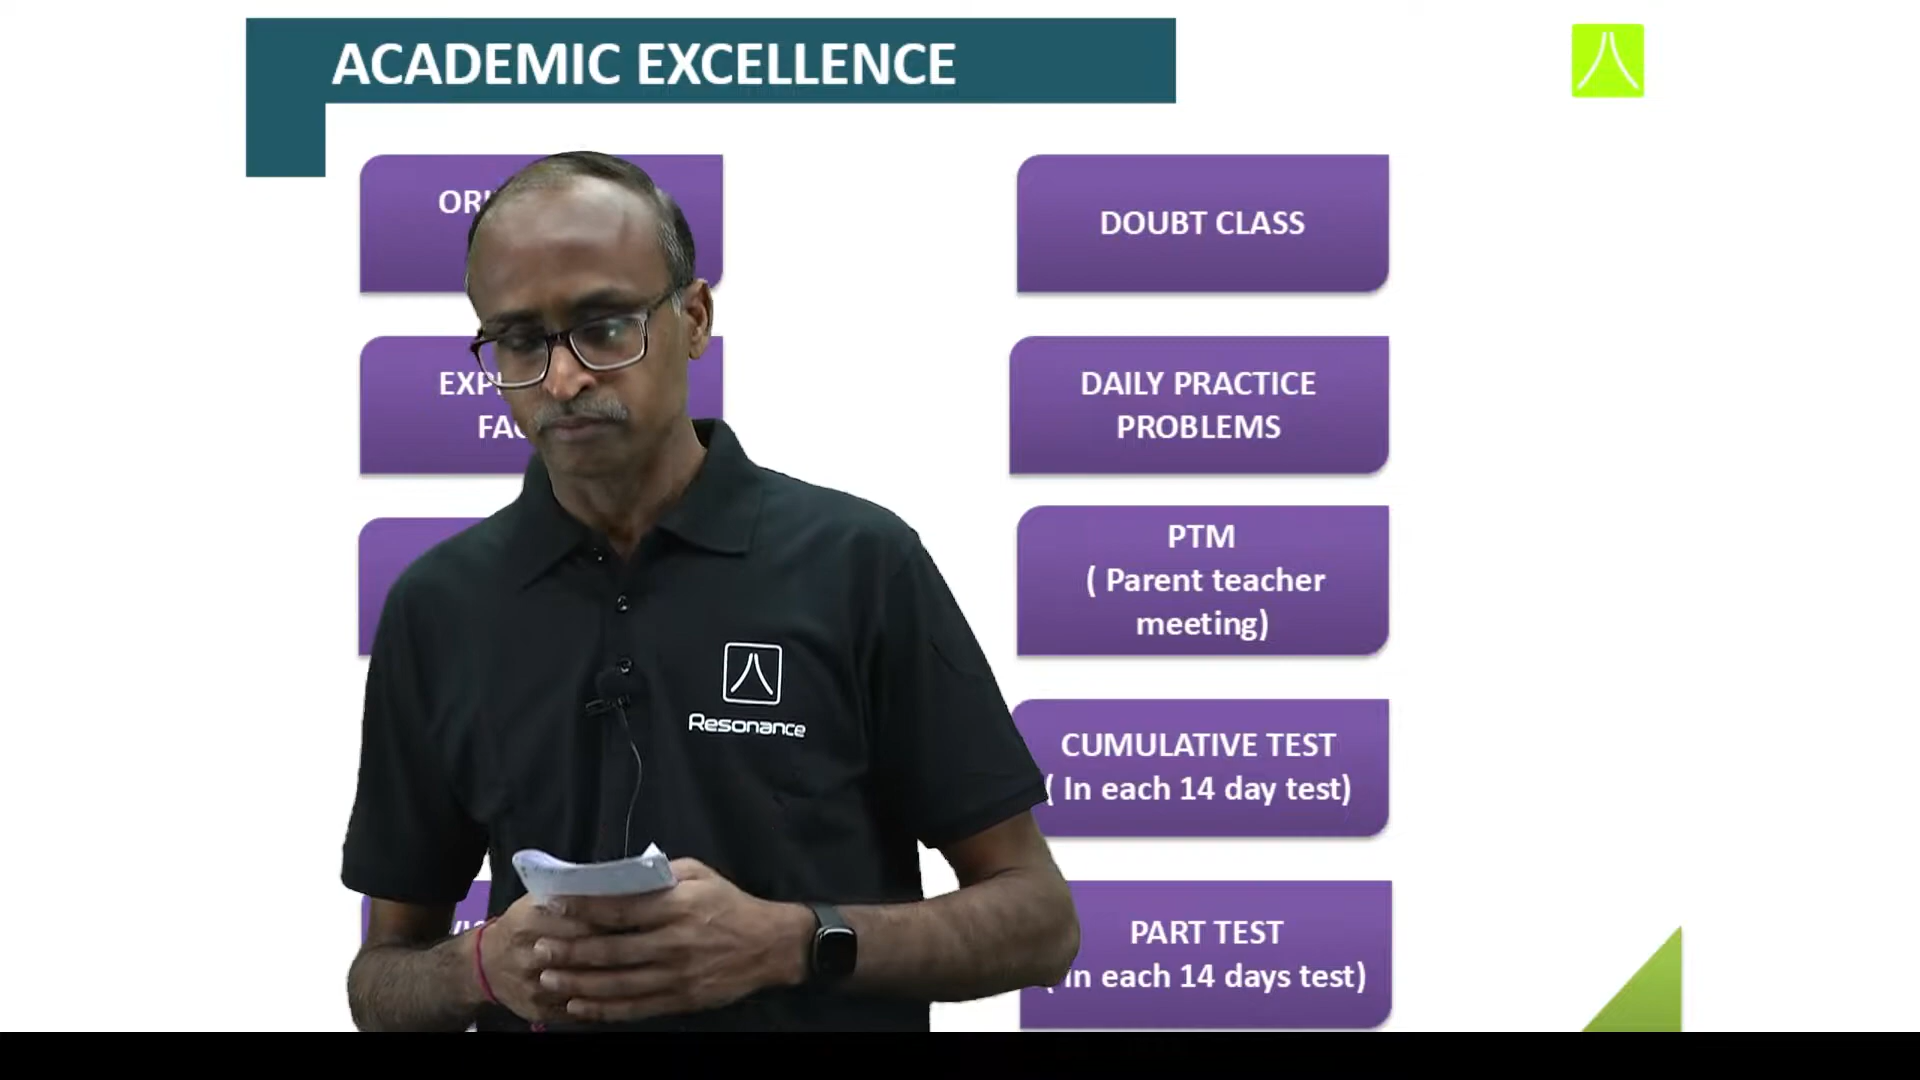 ACADEMIC EXCELLENCE
DOUBT CLASS
DAILY PRACTICE
PROBLEMS
PTM
( Parent teacher
meeting)
Resonance
CUMULATIVE TEST
( In each 14 day test)
PART TEST
In each 14 days test)